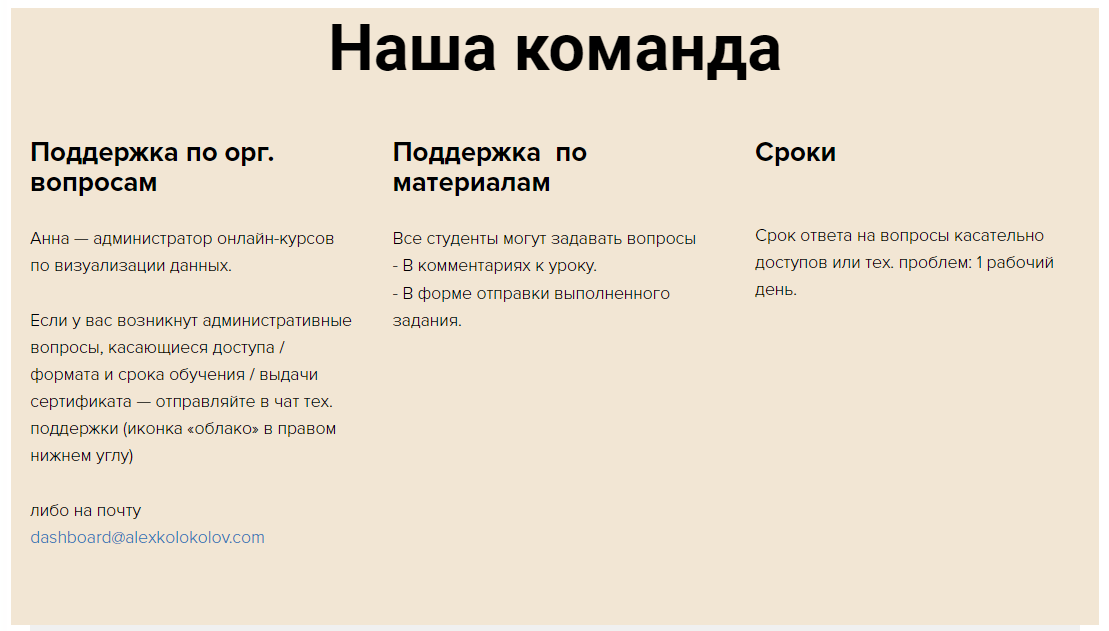 Наша команда
Поддержка по орг.
вопросам
Анна — администратор онлайн-курсов
по визуализации данных.
Если у вас возникнут административные
вопросы, касающиеся доступа /
формата и срока обучения / выдачи
сертификата — отправляйте в чат тех.
поддержки (иконка «облако» в правом
нижнем углу)
либо на почту
dashboard@alexkolokolov.com
Поддержка  по
материалам
Все студенты могут задавать вопросы
- В комментариях к уроку.
- В форме отправки выполненного
задания.
Сроки
Срок ответа на вопросы касательно
доступов или тех. проблем: 1 рабочий
день.